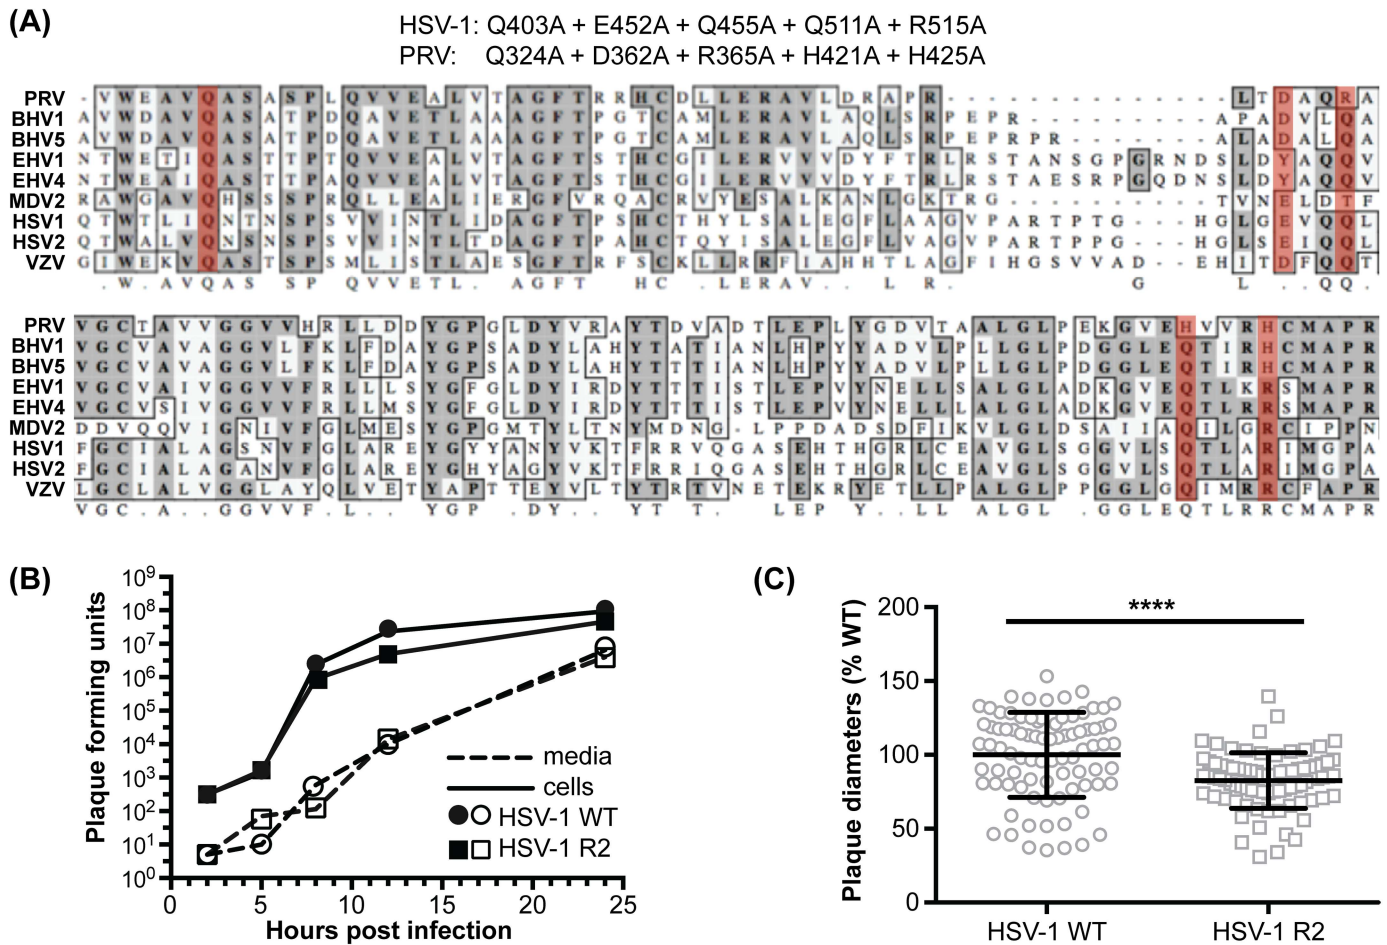 (A)
HSV-1: Q403A + E452A + Q455A + Q511A + R515A
PRV: Q324A + D362A + R365A + H421A + H425A
PRV - V W E A V Q A S A S P L Q V V E A L V T A G F T R R H C D L L E R A V L D R A P R - - - - - - - - - - - - - - L T D A Q R A
BHV1 A V W D A V Q A S A T P D Q A V E T L A A A G F T P G T C A M L E R A V L A Q L S R P E P R - - - - - - - - - A P A D V L Q A
BHV5 A V W D A V Q A S A T P D Q A V E T L A A A G F T P G T C A M L E R A V L A Q L S R P E P R P R - - - - - - - A L A D A L Q A
EHV1 N T W E T I Q A S T T P T Q V V E A L V T A G F T S T H C G I L E R V V V D Y F T R L R S T A N S G P G R N D S L D Y A Q Q V
EHV4 N T W E A I Q A S T T P A Q V V E A L V T A G F T S T H C G I L E R V V V D Y F T R L R S T A E S R P G Q D N S L D Y A Q Q V
MDV2 R A W G A V Q H S S S P R Q L L E A L I E R G F V R Q A C R V Y E S A L K A N L G K T R G - - - - - - - - - - T V N E L D T F
HSV1 Q T W T L I Q N T N S P S V V I N T L I D A G F T P S H C T H Y L S A L E G F L A A G V P A R T P T G - - - H G L G E V Q Q L
HSV2 Q T W A L V Q N S N S P S V V I N T L T D A G F T P A H C T Q Y I S A L E G F L V A G V P A R T P P G - - - H G L S E I Q Q L
VZV G I W E K V Q A S T S P S M L I S T L A E S G F T R F S C K L L R R F I A H H T L A G F I H G S V V A D - - E H I T D F Q Q T
. W . A V Q A S S P Q V V E T L . A G F T H C . L E R A V . L R . G L . . Q Q .
PRV V G C T A V V G G V V H R L L D D Y G P G L D Y V R A Y T D V A D T L E P L Y G D V T A A L G L P E K G V E H V V R H C M A P R
BHV1 V G C V A V A G G V L F K L F D A Y G P S A D Y L A H Y T A T I A N L H P Y Y A D V L P L L G L P D G G L E Q T I R H C M A P R
BHV5 V G C V A V A G G V L F K L F D A Y G P S A D Y L A H Y T T T I A N L H P Y Y A D V L P L L G L P D G G L E Q T I R H C M A P R
EHV1 V G C V A I V G G V V F R L L L S Y G F G L D Y I R D Y T T T I S T L E P V Y N E L L S A L G L A D K G V E Q T L K R S M A P R
EHV4 V G C V S I V G G V V F R L L M S Y G F G L D Y I R D Y T T T I S T L E P V Y N E L L L A L G L A D K G V E Q T L R R S M A P R
MDV2 D D V Q Q V I G N I V F G L M E S Y G P G M T Y L T N Y M D N G - L P P D A D S D F I K V L G L D S A I I A Q I L G R C I P P N
HSV1 F G C I A L A G S N V F G L A R E Y G Y Y A N Y V K T F R R V Q G A S E H T H G R L C E A V G L S G G V L S Q T L A R I M G P A
HSV2 F G C I A L A G A N V F G L A R E Y G H Y A G Y V K T F R R I Q G A S E H T H G R L C E A V G L S G G V L S Q T L A R I M G P A
VZV L G C L A L V G G L A Y Q L V E T Y A P T T E Y V L T Y T R T V N E T E K R Y E T L L P A L G L P P G G L G Q I M R R C F A P R
V G C . A . . G G V V F . L . . Y G P . D Y . . Y T T . L E P Y . L L A L G L . G G L E Q T L R R C M A P R
(B)
Plaque forming units
10⁹
10⁸
10⁷
10⁶
10⁵
10⁴
10³
10²
10¹
10⁰
media
cells
HSV-1 WT
HSV-1 R2
0 5 10 15 20 25
Hours post infection
(C)
Plaque diameters (% WT)
200
150
100
50
0
****
HSV-1 WT HSV-1 R2